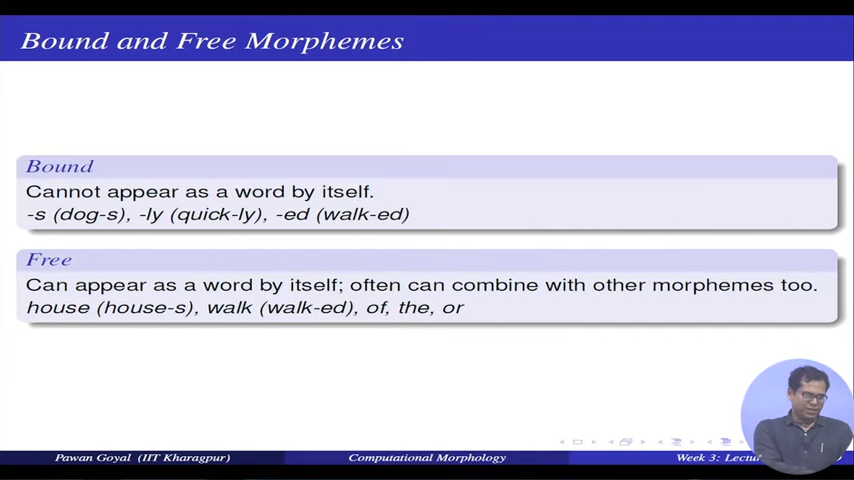 Bound and Free Morphemes
Bound
Cannot appear as a word by itself.
-s (dog-s), -ly (quick-ly), -ed (walk-ed)
Free
Can appear as a word by itself; often can combine with other morphemes too.
house (house-s), walk (walk-ed), of, the, or
Pawan Goyal (IIT Kharagpur)
Computational Morphology
Week 3: